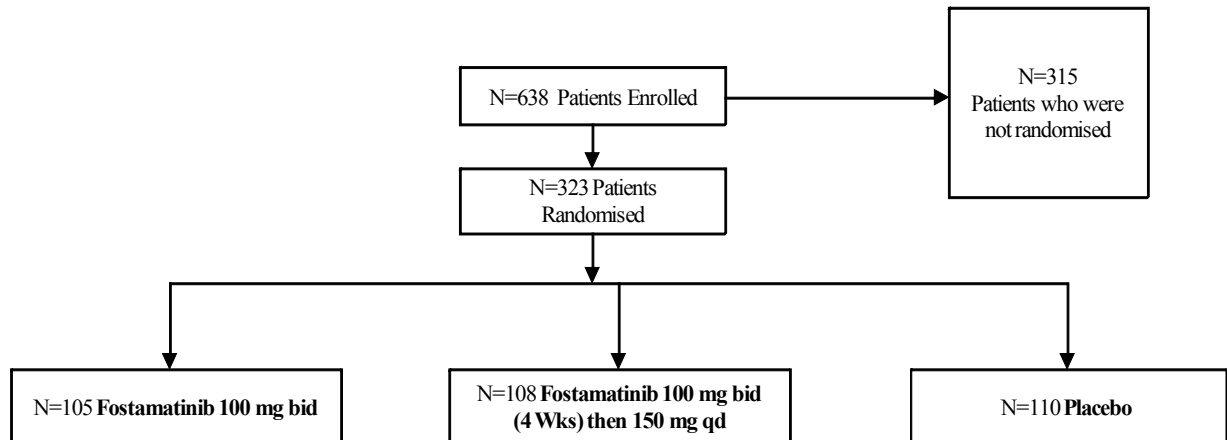 N=638 Patients Enrolled
N=315
Patients who were
not randomised
N=323 Patients
Randomised
N=105 Fostamatinib 100 mg bid
N=108 Fostamatinib 100 mg bid
(4 Wks) then 150 mg qd
N=110 Placebo